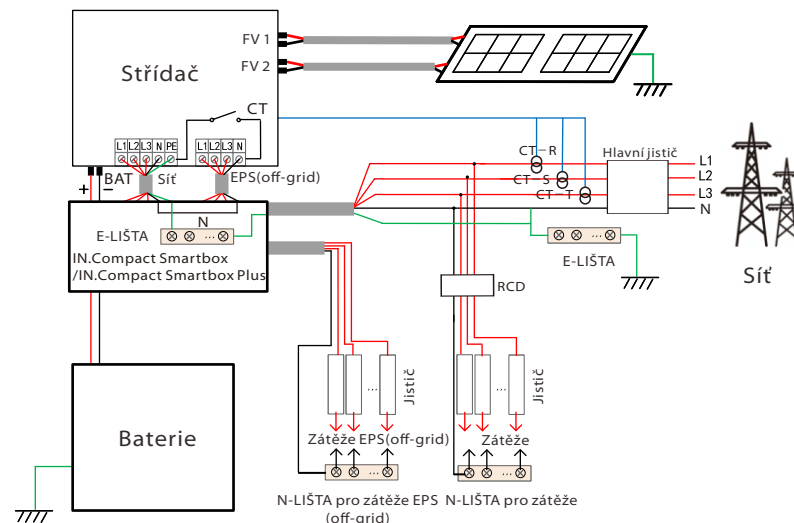 FV 1
FV 2
Střídač
CT
L1 L2 L3 N PE
L1 L2 L3 N
BAT
Síť
EPS(off-grid)
+
−
CT−R
CT−S
CT−T
Hlavní jistič
L1
L2
L3
N
N
E-LIŠTA
...
IN.Compact Smartbox
/IN.Compact Smartbox Plus
...
E-LIŠTA
Síť
RCD
...
Jistič
...
Jistič
Baterie
Zátěže EPS(off-grid)
Zátěže
...
...
N-LIŠTA pro zátěže EPS
(off-grid)
N-LIŠTA pro zátěže